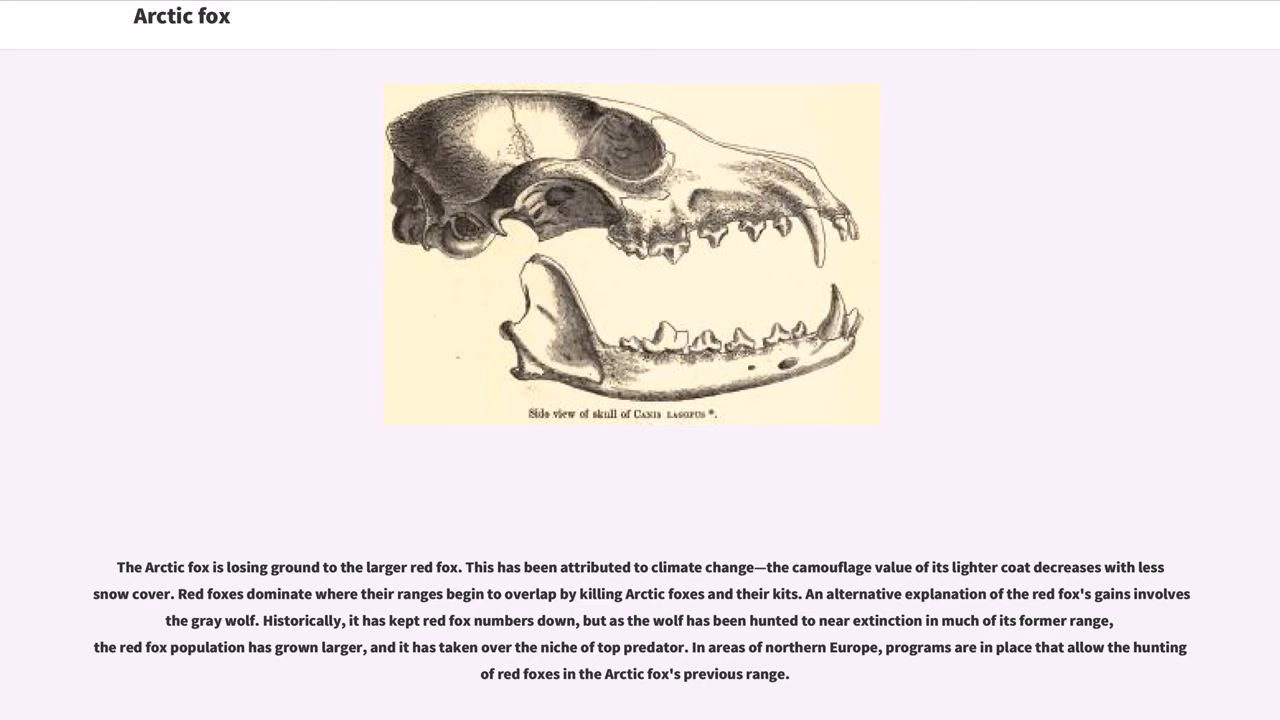 Arctic fox
Side view of skull of CANIS LAGOPUS *.
The Arctic fox is losing ground to the larger red fox. This has been attributed to climate change—the camouflage value of its lighter coat decreases with less
snow cover. Red foxes dominate where their ranges begin to overlap by killing Arctic foxes and their kits. An alternative explanation of the red fox's gains involves
the gray wolf. Historically, it has kept red fox numbers down, but as the wolf has been hunted to near extinction in much of its former range,
the red fox population has grown larger, and it has taken over the niche of top predator. In areas of northern Europe, programs are in place that allow the hunting
of red foxes in the Arctic fox's previous range.